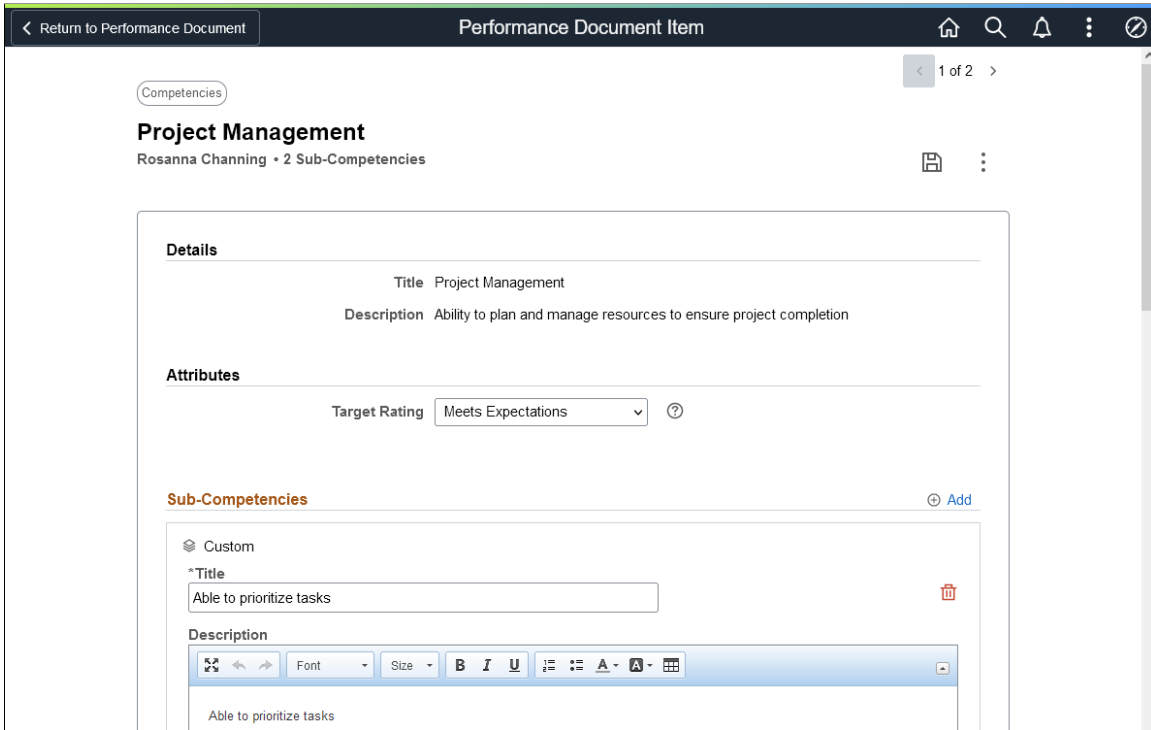 Return to Performance Document
Performance Document Item
1 of 2
Competencies
Project Management
Rosanna Channing • 2 Sub-Competencies
Details
Title Project Management
Description Ability to plan and manage resources to ensure project completion
Attributes
Target Rating Meets Expectations ?
Sub-Competencies Add
Custom
*Title
Able to prioritize tasks
Description
Font Size B I U A A
Able to prioritize tasks